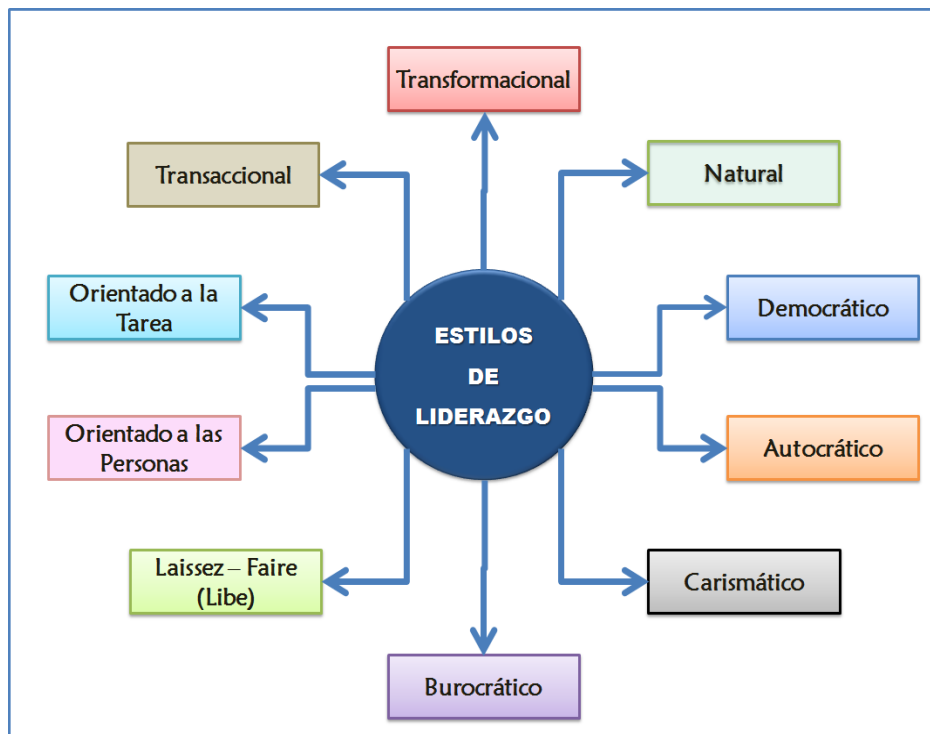 Transformacional
Transaccional
Natural
Orientado a la
Tarea
Democrático
ESTILOS
DE
LIDERAZGO
Orientado a las
Personas
Autocrático
Laissez – Faire
(Libe)
Carismático
Burocrático